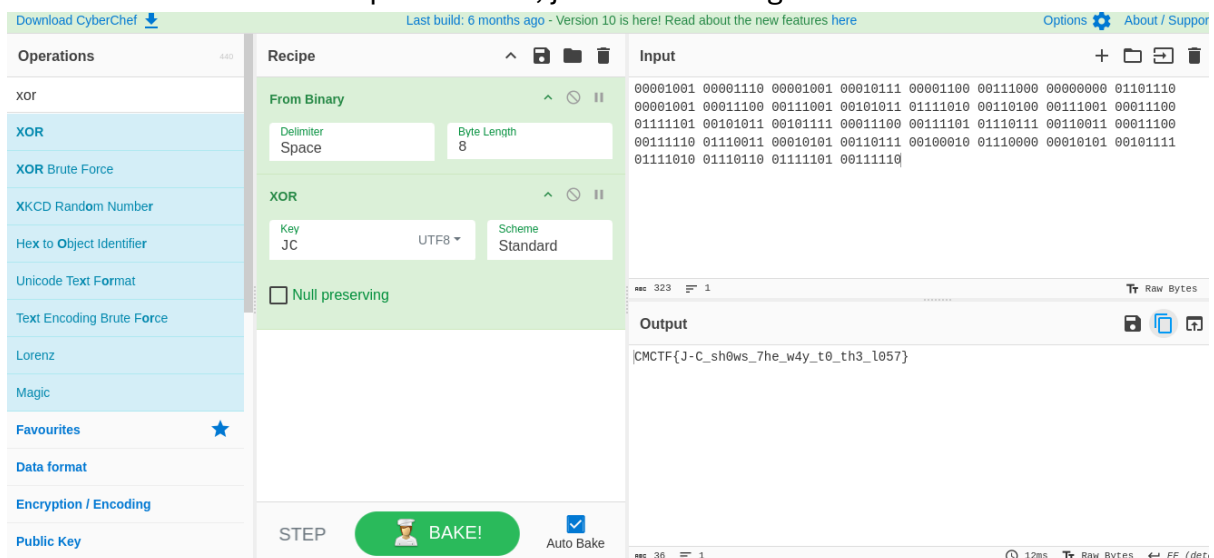 Download CyberChef
Last build: 6 months ago - Version 10 is here! Read about the new features here
Options
About / Suppor
Operations
440
xor
XOR
XOR Brute Force
XKCD Random Number
Hex to Object Identifier
Unicode Text Format
Text Encoding Brute Force
Lorenz
Magic
Favourites
Data format
Encryption / Encoding
Public Key
Recipe
From Binary
Delimiter
Space
Byte Length
8
XOR
Key
JC
UTF8
Scheme
Standard
Null preserving
STEP
BAKE!
Auto Bake
Input
00001001 00001110 00001001 00010111 00001100 00111000 00000000 01101110
00001001 00011100 00111001 00101011 01111010 00110100 00111001 00011100
01111101 00101011 00101111 00011100 00111101 01110111 00110011 00011100
00111110 01110011 00010101 00110111 00100010 01110000 00010101 00101111
01111010 01110110 01111101 00111110
ABC 323 1
Tт Raw Bytes
Output
CMCTF{J-C_sh0ws_7he_w4y_t0_th3_l057}
ABC 36 1
12ms Tт Raw Bytes